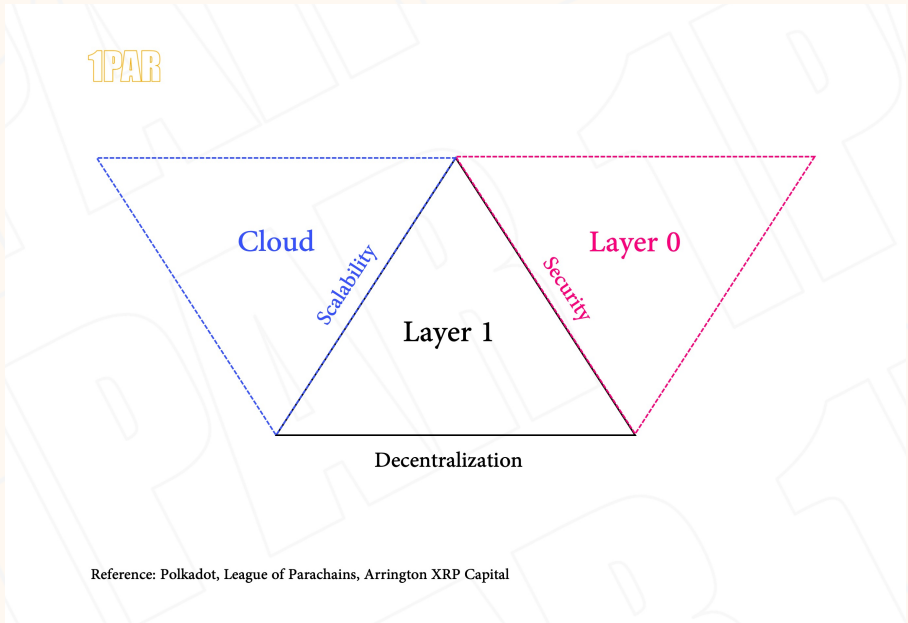 1PAR
Cloud
Layer 0
Scalability
Security
Layer 1
Decentralization
Reference: Polkadot, League of Parachains, Arrington XRP Capital